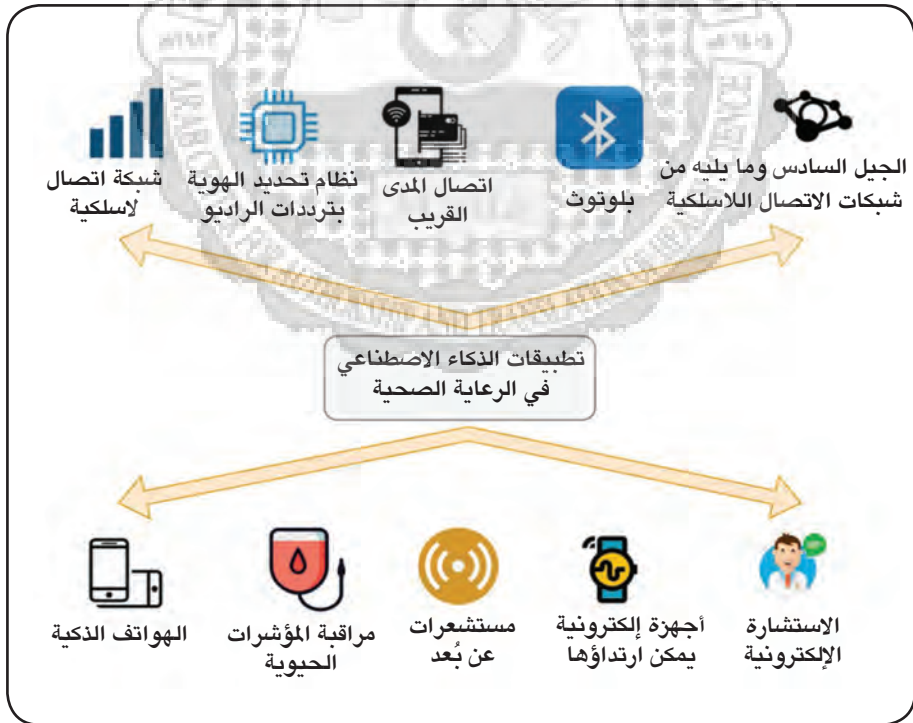 الجيل السادس وما يليه من
شبكات الاتصال اللاسلكية
بلوتوث
اتصال المدى
القريب
نظام تحديد الهوية
بترددات الراديو
شبكة اتصال
لاسلكية
تطبيقات الذكاء الاصطناعي
في الرعاية الصحية
الاستشارة
الإلكترونية
أجهزة إلكترونية
يمكن ارتداؤها
مستشعرات
عن بُعد
مراقبة المؤشرات
الحيوية
الهواتف الذكية